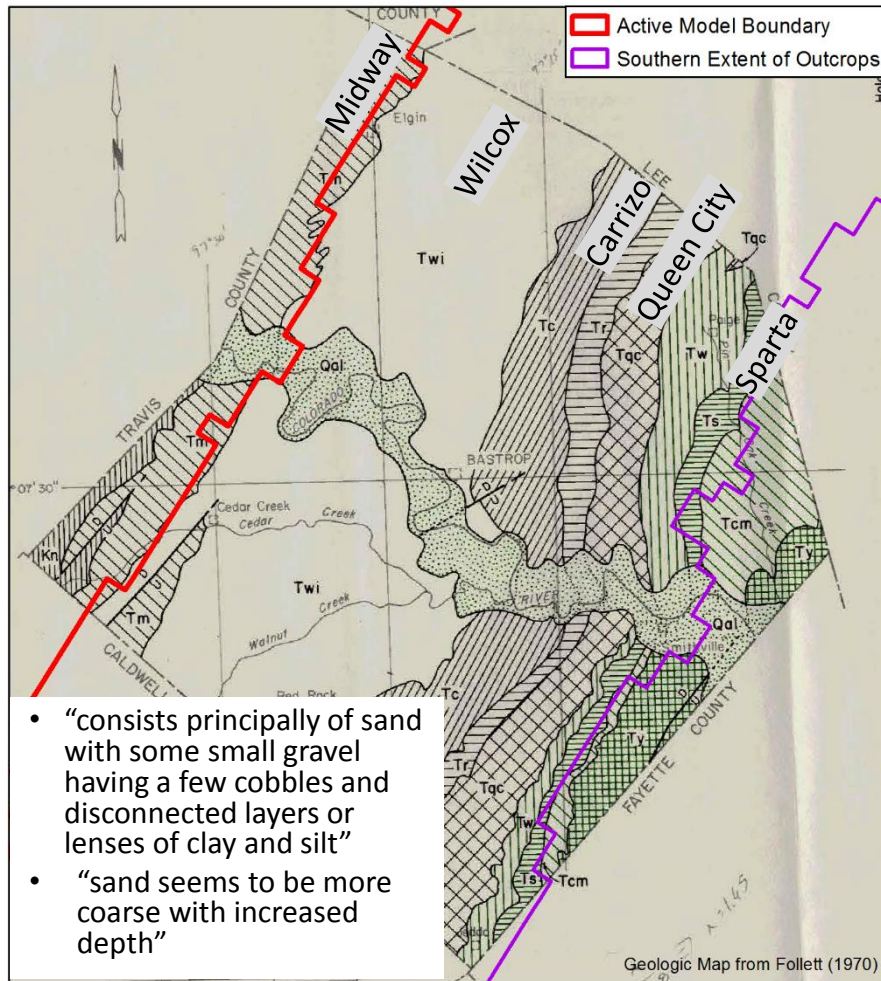 Active Model Boundary
Southern Extent of Outcrops
COUNTY
Midway
Elgin
Tm
Wilcox
LEE
Carrizo
Queen City
Tqc
COUNTY
Twi
Paige
Tc
Tr
Tqc
Tw
Sparta
Qal
COLORADO
TRAVIS
Ts
Tm
BASTROP
D
U
07'30"
Cedar Creek
Cedar
Creek
Creek
Tcm
Kn
D
U
Ty
Twi
RIVER
Tm
Walnut
Creek
Qal
CALDWELL
Red Rock
Tc
COUNTY
Ty
D
U
Tr
Tqc
FAYETTE
Tw
Ts
Tcm
• “consists principally of sand
with some small gravel
having a few cobbles and
disconnected layers or
lenses of clay and silt”
• “sand seems to be more
coarse with increased
depth”
Geologic Map from Follett (1970)